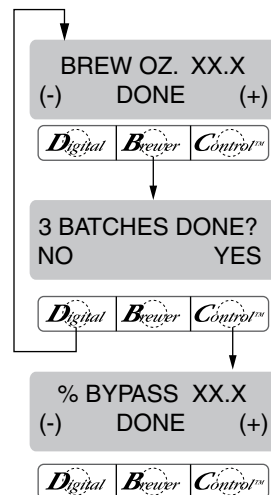 BREW OZ. XX.X
(-) DONE (+)
Digital Brewer Control™
3 BATCHES DONE?
NO YES
Digital Brewer Control™
% BYPASS XX.X
(-) DONE (+)
Digital Brewer Control™